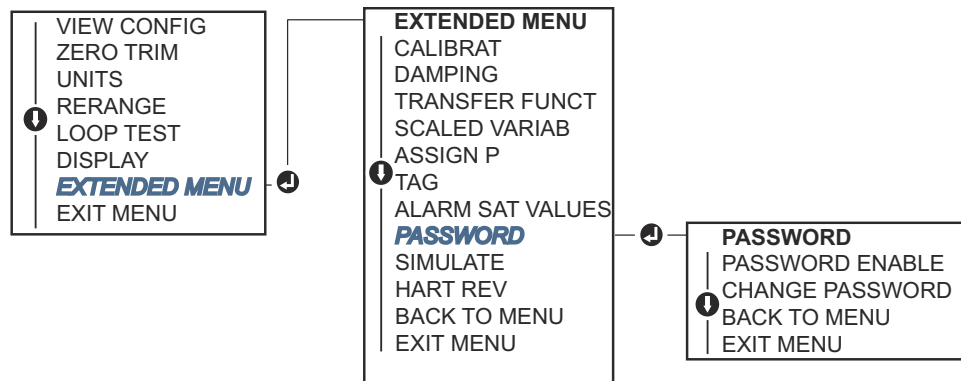 VIEW CONFIG
ZERO TRIM
UNITS
RERANGE
LOOP TEST
DISPLAY
EXTENDED MENU
EXIT MENU
EXTENDED MENU
CALIBRAT
DAMPING
TRANSFER FUNCT
SCALED VARIAB
ASSIGN P
TAG
ALARM SAT VALUES
PASSWORD
SIMULATE
HART REV
BACK TO MENU
EXIT MENU
PASSWORD
PASSWORD ENABLE
CHANGE PASSWORD
BACK TO MENU
EXIT MENU